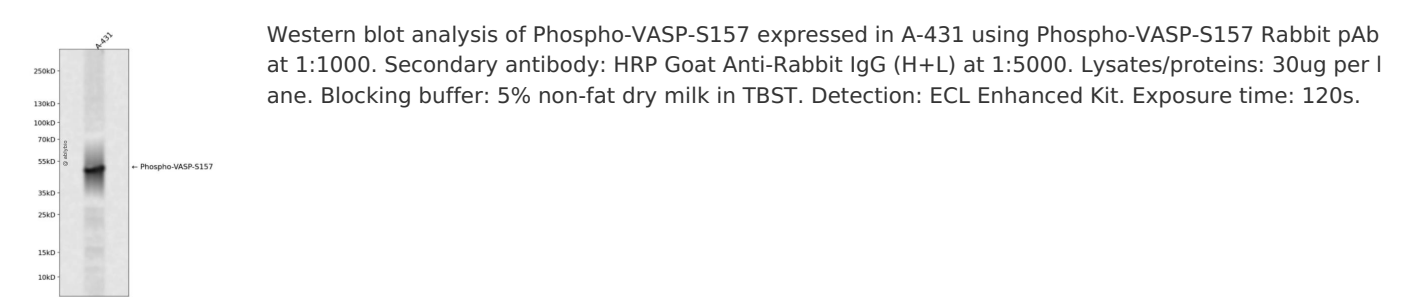 A-431
250kD
130kD
100kD
70kD
55kD
35kD
25kD
15kD
10kD
@ ablybio
← Phospho-VASP-S157
Western blot analysis of Phospho-VASP-S157 expressed in A-431 using Phospho-VASP-S157 Rabbit pAb
at 1:1000. Secondary antibody: HRP Goat Anti-Rabbit IgG (H+L) at 1:5000. Lysates/proteins: 30ug per l
ane. Blocking buffer: 5% non-fat dry milk in TBST. Detection: ECL Enhanced Kit. Exposure time: 120s.